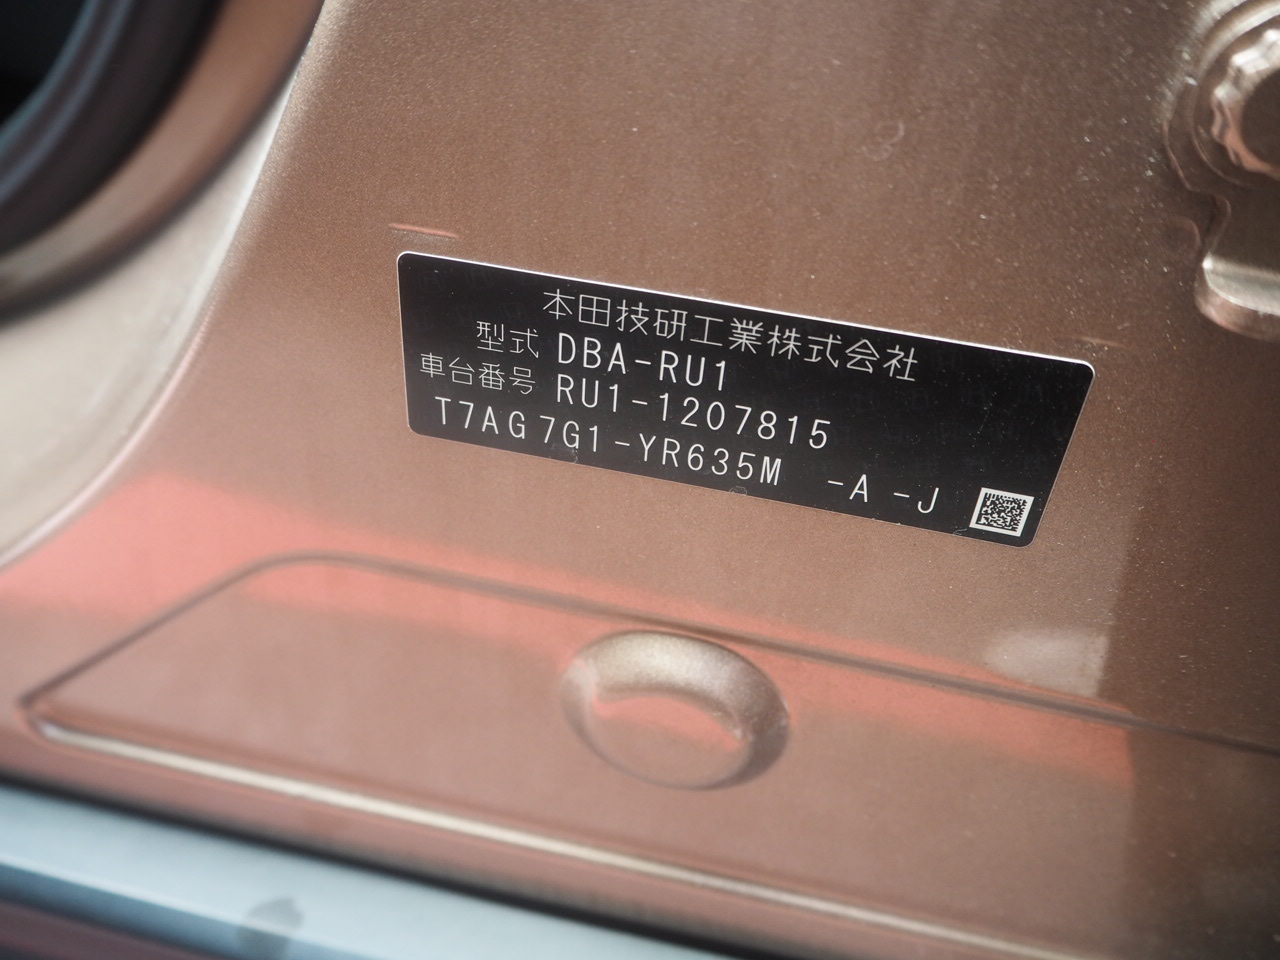 本田技研工業株式会社
型式 DBA-RU1
車台番号 RU1-1207815
T7AG7G1-YR635M -A -J